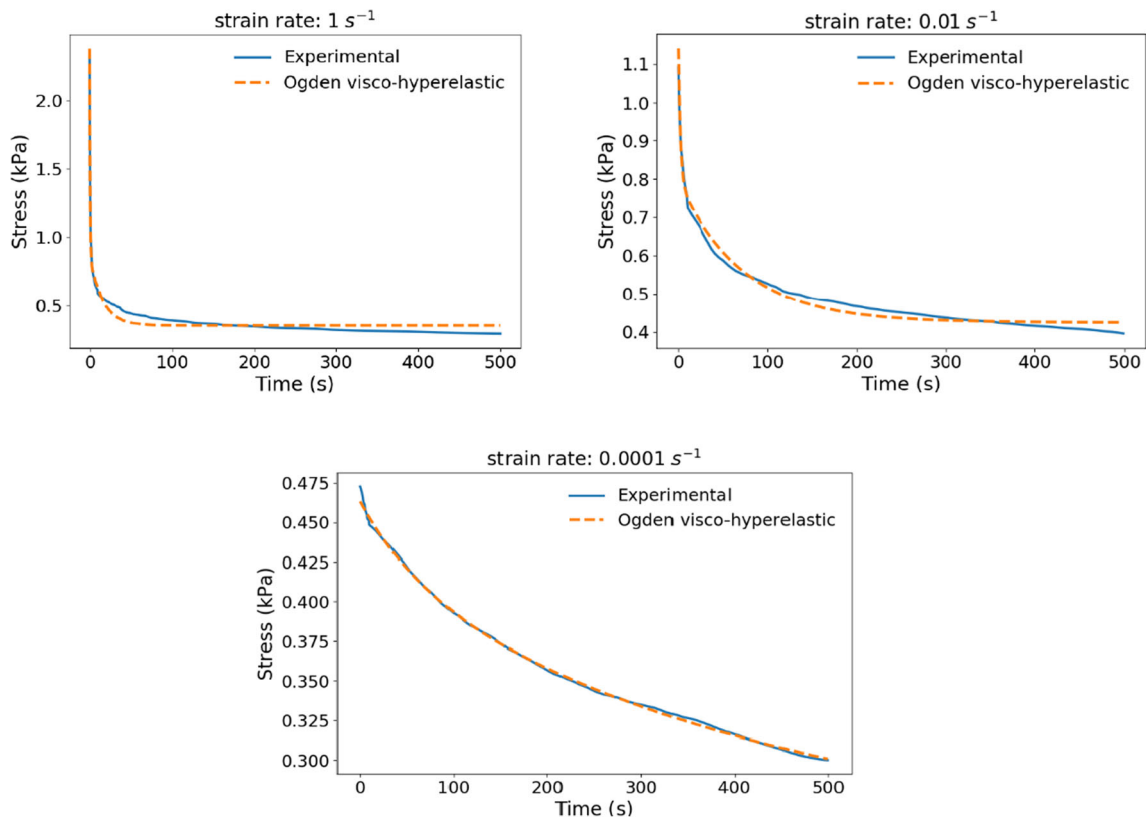 strain rate: 1 s⁻¹
Experimental
Ogden visco-hyperelastic
2.0
1.5
1.0
0.5
Stress (kPa)
0 100 200 300 400 500
Time (s)
strain rate: 0.01 s⁻¹
Experimental
Ogden visco-hyperelastic
1.1
1.0
0.9
0.8
0.7
0.6
0.5
0.4
Stress (kPa)
0 100 200 300 400 500
Time (s)
strain rate: 0.0001 s⁻¹
Experimental
Ogden visco-hyperelastic
0.475
0.450
0.425
0.400
0.375
0.350
0.325
0.300
Stress (kPa)
0 100 200 300 400 500
Time (s)